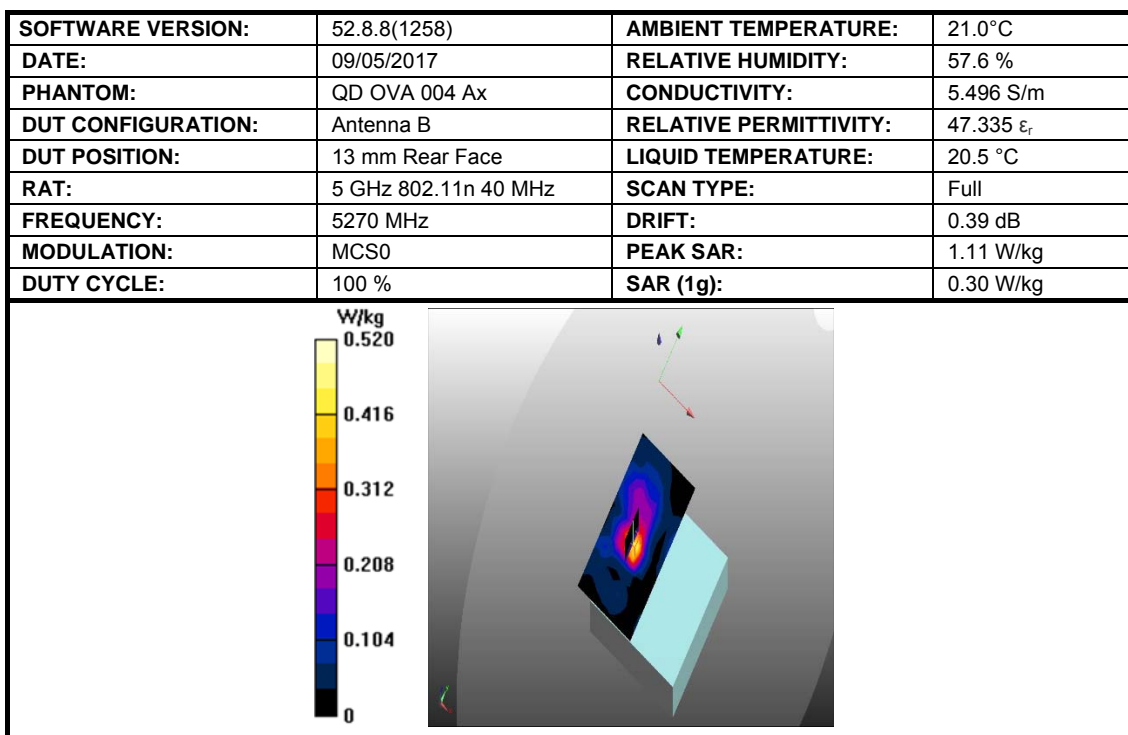 SOFTWARE VERSION: 52.8.8(1258) AMBIENT TEMPERATURE: 21.0°C
DATE: 09/05/2017 RELATIVE HUMIDITY: 57.6 %
PHANTOM: QD OVA 004 Ax CONDUCTIVITY: 5.496 S/m
DUT CONFIGURATION: Antenna B RELATIVE PERMITTIVITY: 47.335 εr
DUT POSITION: 13 mm Rear Face LIQUID TEMPERATURE: 20.5 °C
RAT: 5 GHz 802.11n 40 MHz SCAN TYPE: Full
FREQUENCY: 5270 MHz DRIFT: 0.39 dB
MODULATION: MCS0 PEAK SAR: 1.11 W/kg
DUTY CYCLE: 100 % SAR (1g): 0.30 W/kg
W/kg
0.520
0.416
0.312
0.208
0.104
0